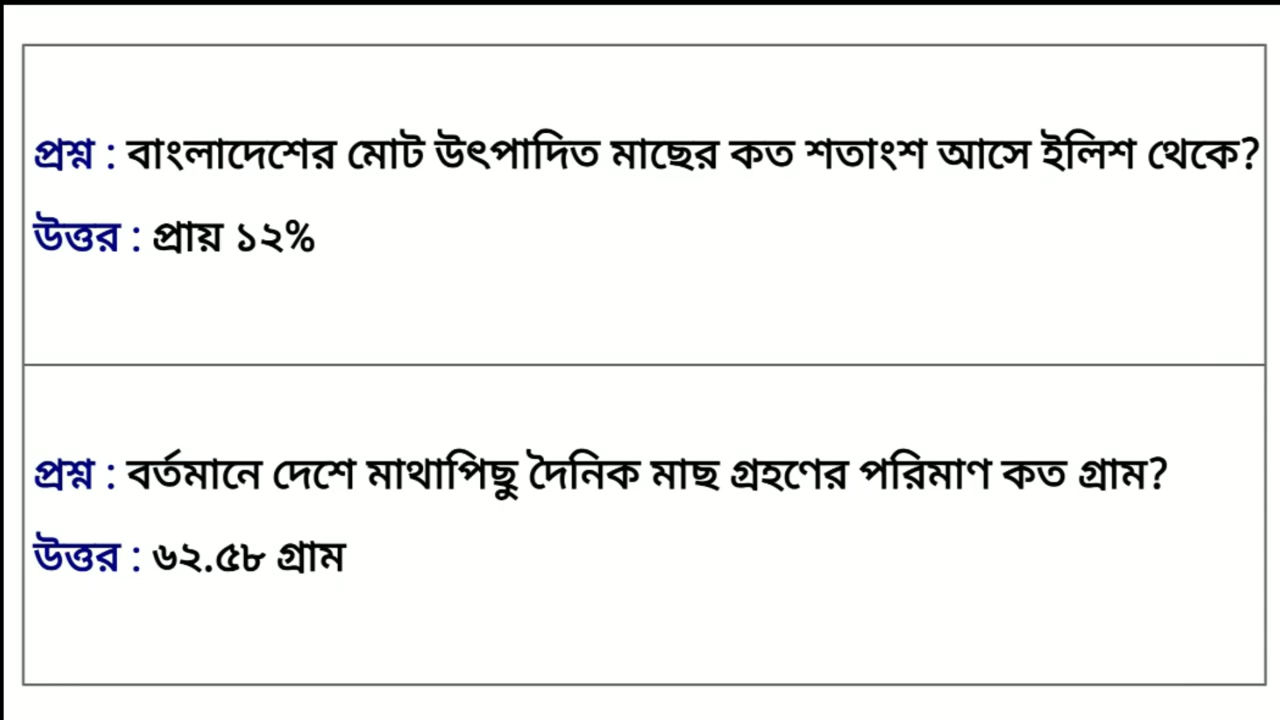 প্রশ্ন : বাংলাদেশের মোট উৎপাদিত মাছের কত শতাংশ আসে ইলিশ থেকে?
উত্তর : প্রায় ১২%
প্রশ্ন : বর্তমানে দেশে মাথাপিছু দৈনিক মাছ গ্রহণের পরিমাণ কত গ্রাম?
উত্তর : ৬২.৫৮ গ্রাম